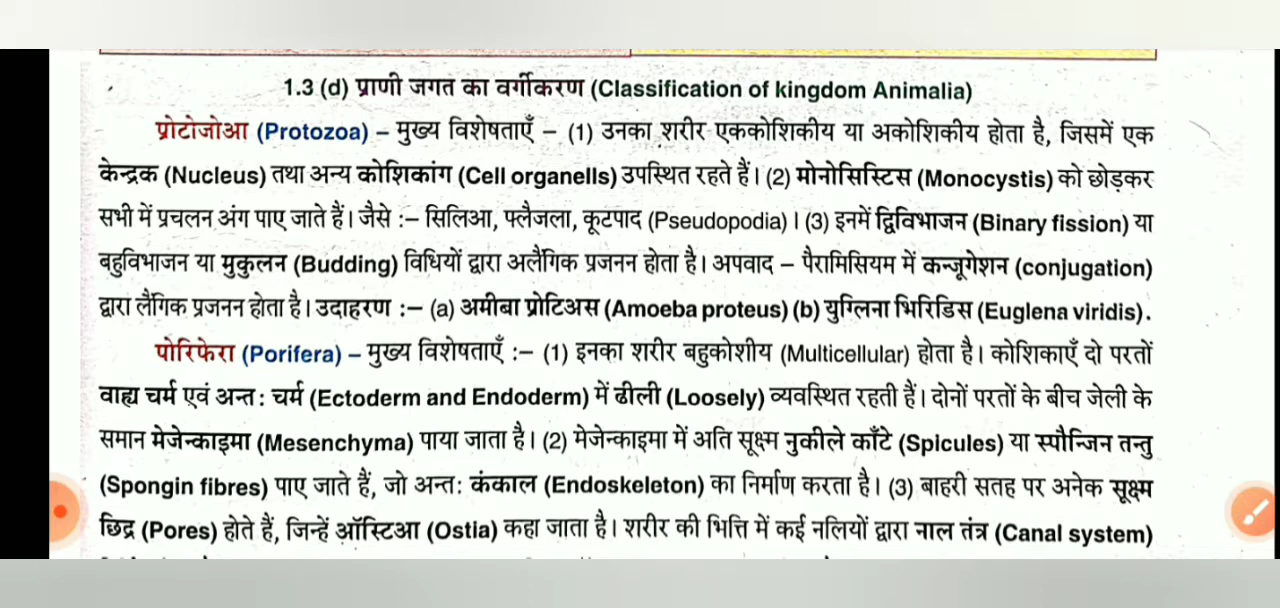 1.3 (d) प्राणी जगत का वर्गीकरण (Classification of kingdom Animalia)
प्रोटोजोआ (Protozoa) – मुख्य विशेषताएँ – (1) उनका शरीर एककोशिकीय या अकोशिकीय होता है, जिसमें एक
केन्द्रक (Nucleus) तथा अन्य कोशिकांग (Cell organells) उपस्थित रहते हैं। (2) मोनोसिस्टिस (Monocystis) को छोड़कर
सभी में प्रचलन अंग पाए जाते हैं। जैसे :– सिलिआ, फ्लैजला, कूटपाद (Pseudopodia) । (3) इनमें द्विविभाजन (Binary fission) या
बहुविभाजन या मुकुलन (Budding) विधियों द्वारा अलैंगिक प्रजनन होता है। अपवाद – पैरामिसियम में कन्जूगेशन (conjugation)
द्वारा लैंगिक प्रजनन होता है। उदाहरण :– (a) अमीबा प्रोटिअस (Amoeba proteus) (b) युग्लिना भिरिडिस (Euglena viridis).
पोरिफेरा (Porifera) – मुख्य विशेषताएँ :– (1) इनका शरीर बहुकोशीय (Multicellular) होता है। कोशिकाएँ दो परतों
वाह्य चर्म एवं अन्त: चर्म (Ectoderm and Endoderm) में ढीली (Loosely) व्यवस्थित रहती हैं। दोनों परतों के बीच जेली के
समान मेजेन्काइमा (Mesenchyma) पाया जाता है। (2) मेजेन्काइमा में अति सूक्ष्म नुकीले काँटे (Spicules) या स्पौन्जिन तन्तु
(Spongin fibres) पाए जाते हैं, जो अन्त: कंकाल (Endoskeleton) का निर्माण करता है। (3) बाहरी सतह पर अनेक सूक्ष्म
छिद्र (Pores) होते हैं, जिन्हें ऑस्टिआ (Ostia) कहा जाता है। शरीर की भित्ति में कई नलियों द्वारा नाल तंत्र (Canal system)